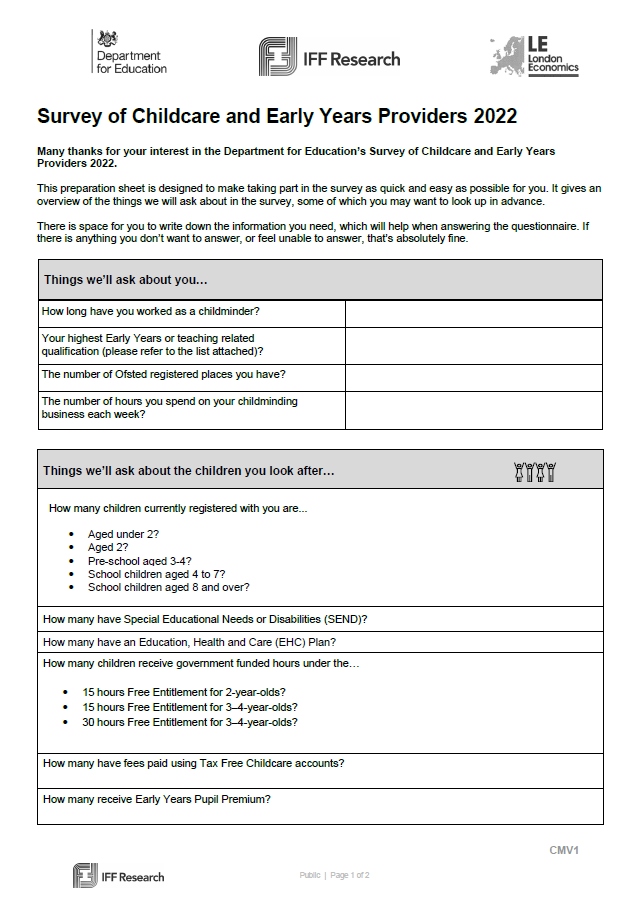 Department
for Education
IFF Research
LE
London
Economics
Survey of Childcare and Early Years Providers 2022
Many thanks for your interest in the Department for Education's Survey of Childcare and Early Years
Providers 2022.
This preparation sheet is designed to make taking part in the survey as quick and easy as possible for you. It gives an
overview of the things we will ask about in the survey, some of which you may want to look up in advance.
There is space for you to write down the information you need, which will help when answering the questionnaire. If
there is anything you don't want to answer, or feel unable to answer, that's absolutely fine.
Things we'll ask about you…
How long have you worked as a childminder?
Your highest Early Years or teaching related
qualification (please refer to the list attached)?
The number of Ofsted registered places you have?
The number of hours you spend on your childminding
business each week?
Things we'll ask about the children you look after…
How many children currently registered with you are...
• Aged under 2?
• Aged 2?
• Pre-school aged 3-4?
• School children aged 4 to 7?
• School children aged 8 and over?
How many have Special Educational Needs or Disabilities (SEND)?
How many have an Education, Health and Care (EHC) Plan?
How many children receive government funded hours under the…
• 15 hours Free Entitlement for 2-year-olds?
• 15 hours Free Entitlement for 3–4-year-olds?
• 30 hours Free Entitlement for 3–4-year-olds?
How many have fees paid using Tax Free Childcare accounts?
How many receive Early Years Pupil Premium?
CMV1
IFF Research
Public | Page 1 of 2